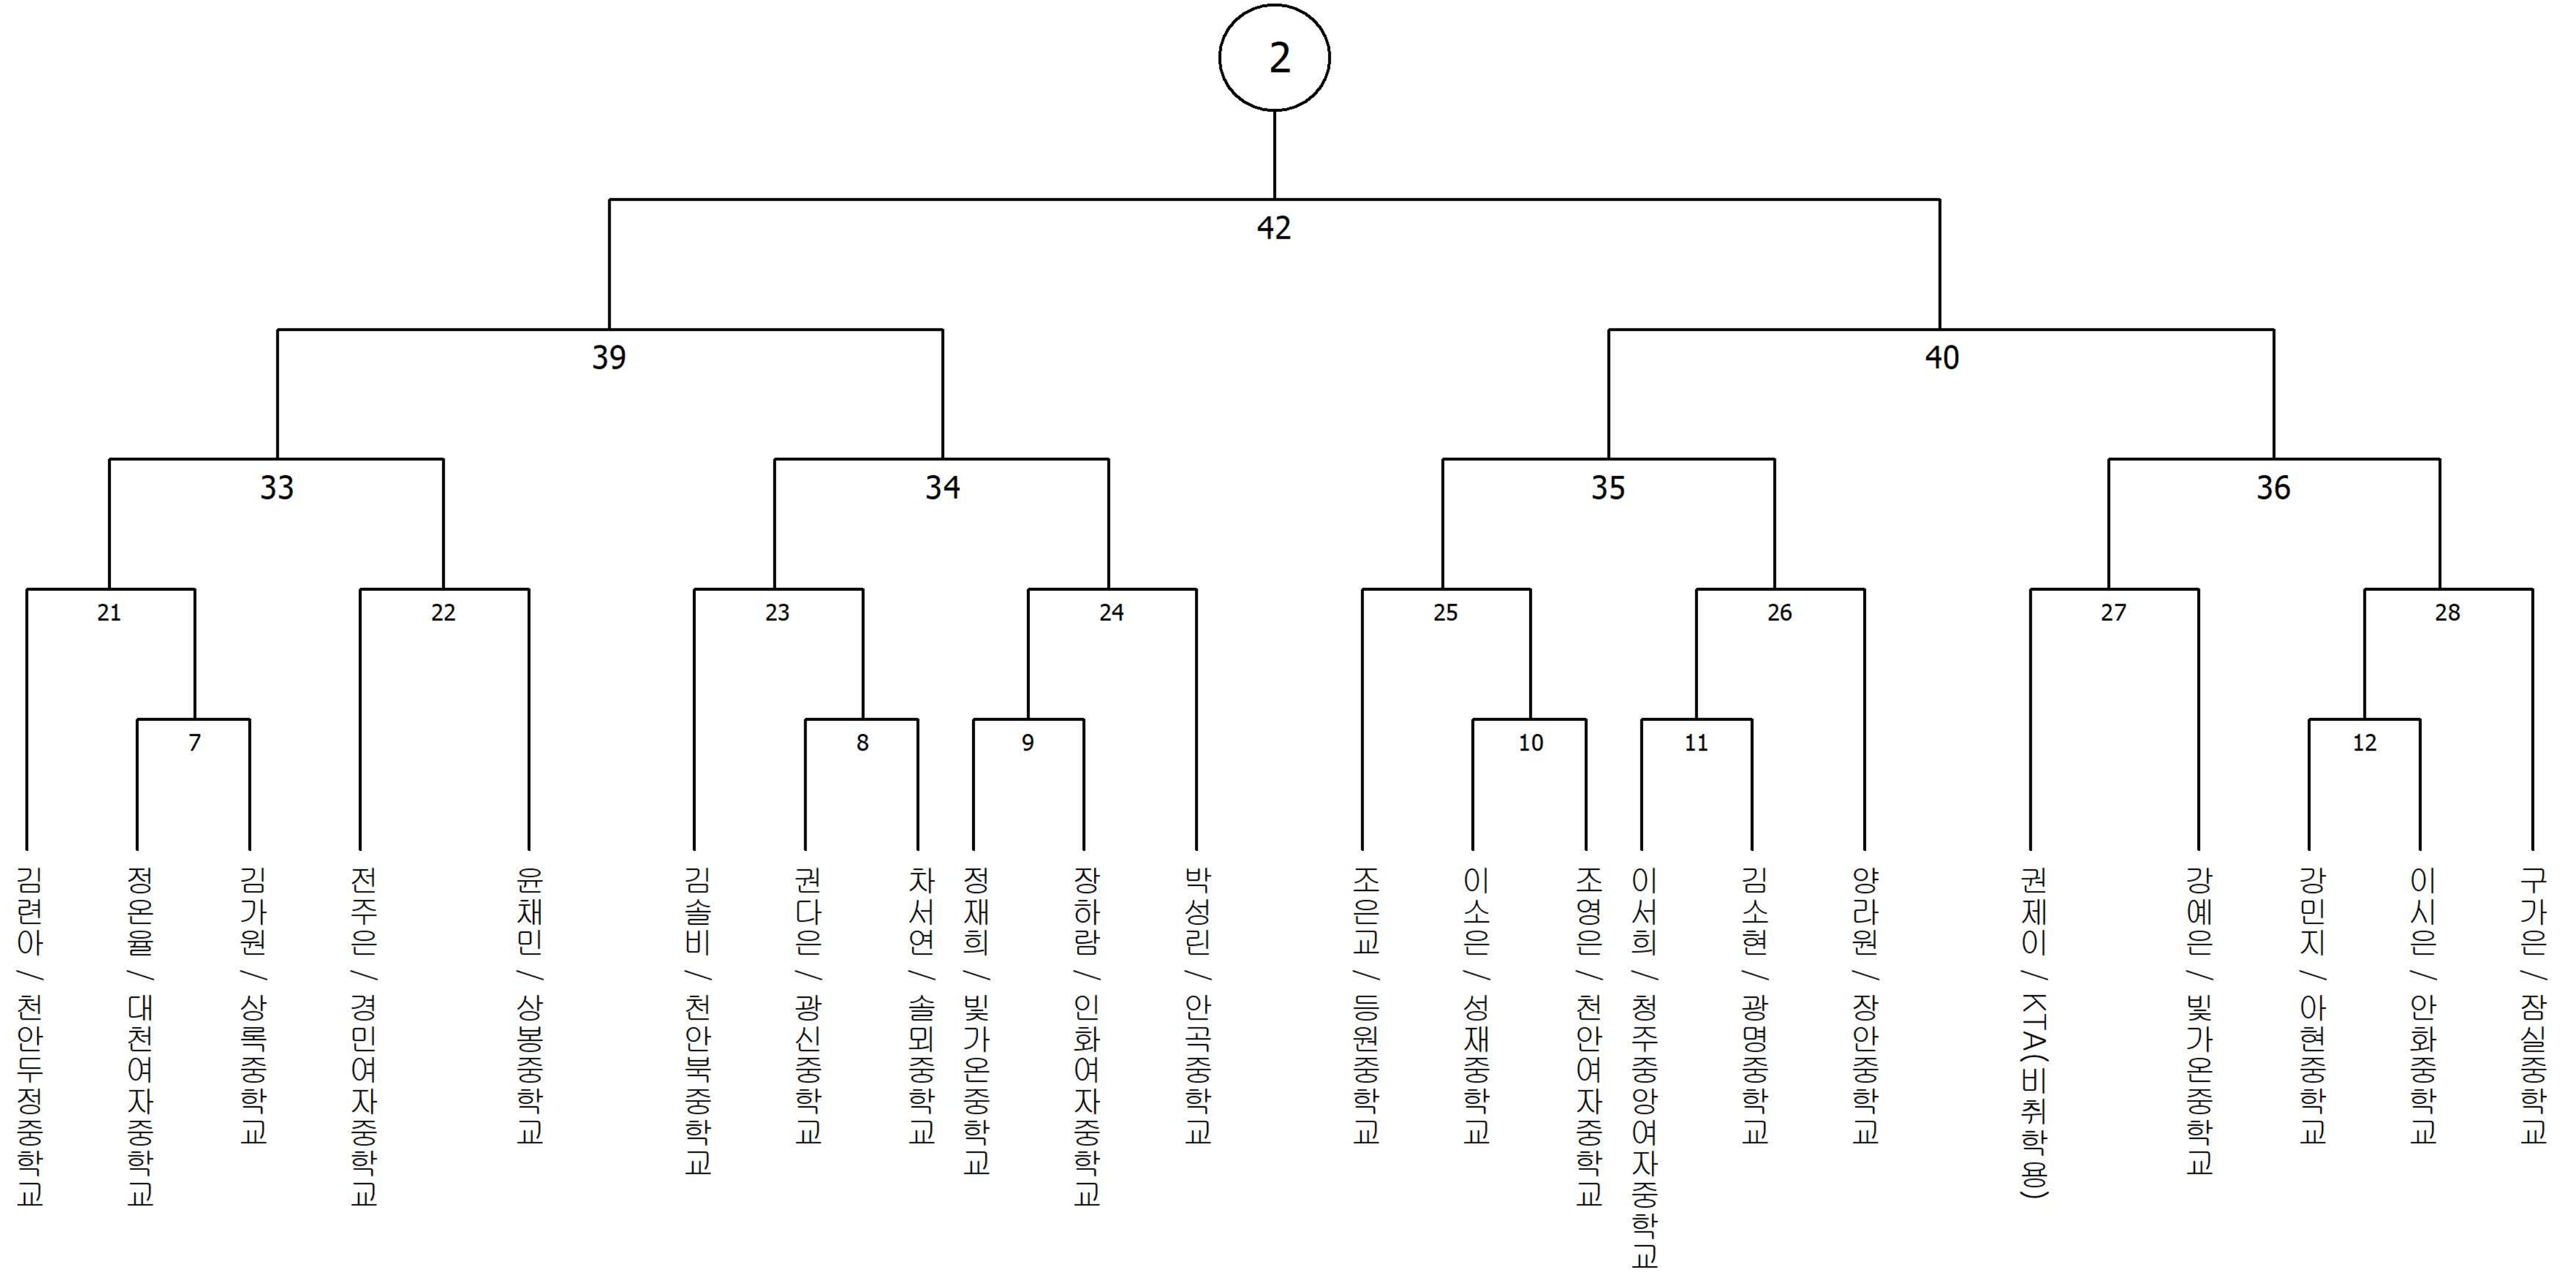 2
42
39
40
33
34
35
36
21
22
23
24
25
26
27
28
7
8
9
10
11
12
김련아 / 천안두정중학교
정온율 / 대천여자중학교
김가원 / 상록중학교
전주은 / 경민여자중학교
윤채민 / 상봉중학교
김솔비 / 천안북중학교
권다은 / 광신중학교
차서연 / 솔뫼중학교
정재희 / 빛가온중학교
장하람 / 인화여자중학교
박성린 / 안곡중학교
조은교 / 등원중학교
이소은 / 성재중학교
조영은 / 천안여자중학교
이서희 / 청주중앙여자중학교
김소현 / 광명중학교
양라원 / 장안중학교
권제이 / KTA(비취학용)
강예은 / 빛가온중학교
강민지 / 아현중학교
이시은 / 안화중학교
구가은 / 잠실중학교